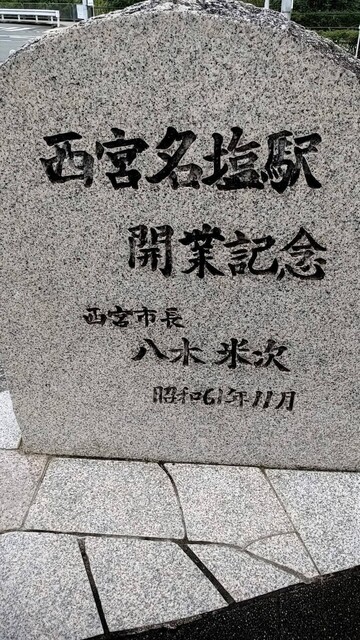 西宮名塩駅
開業記念
西宮市長
八木米次
昭和61年11月